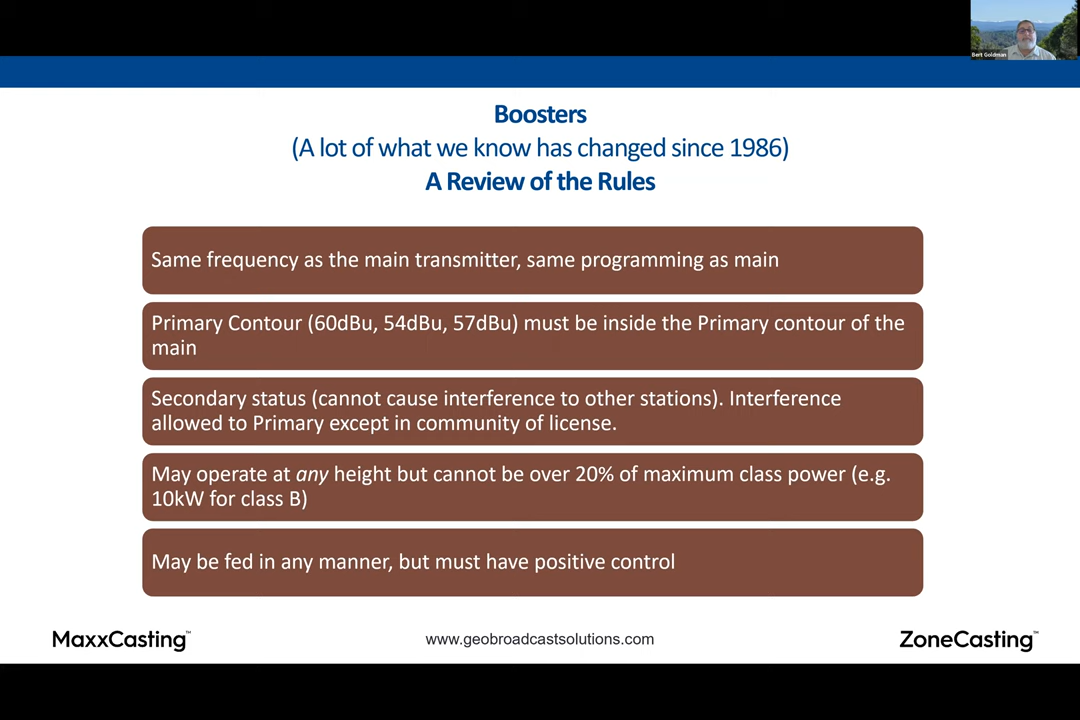 Bert Goldman
Boosters
(A lot of what we know has changed since 1986)
A Review of the Rules
Same frequency as the main transmitter, same programming as main
Primary Contour (60dBu, 54dBu, 57dBu) must be inside the Primary contour of the
main
Secondary status (cannot cause interference to other stations). Interference
allowed to Primary except in community of license.
May operate at any height but cannot be over 20% of maximum class power (e.g.
10kW for class B)
May be fed in any manner, but must have positive control
MaxxCasting™
www.geobroadcastsolutions.com
ZoneCasting™